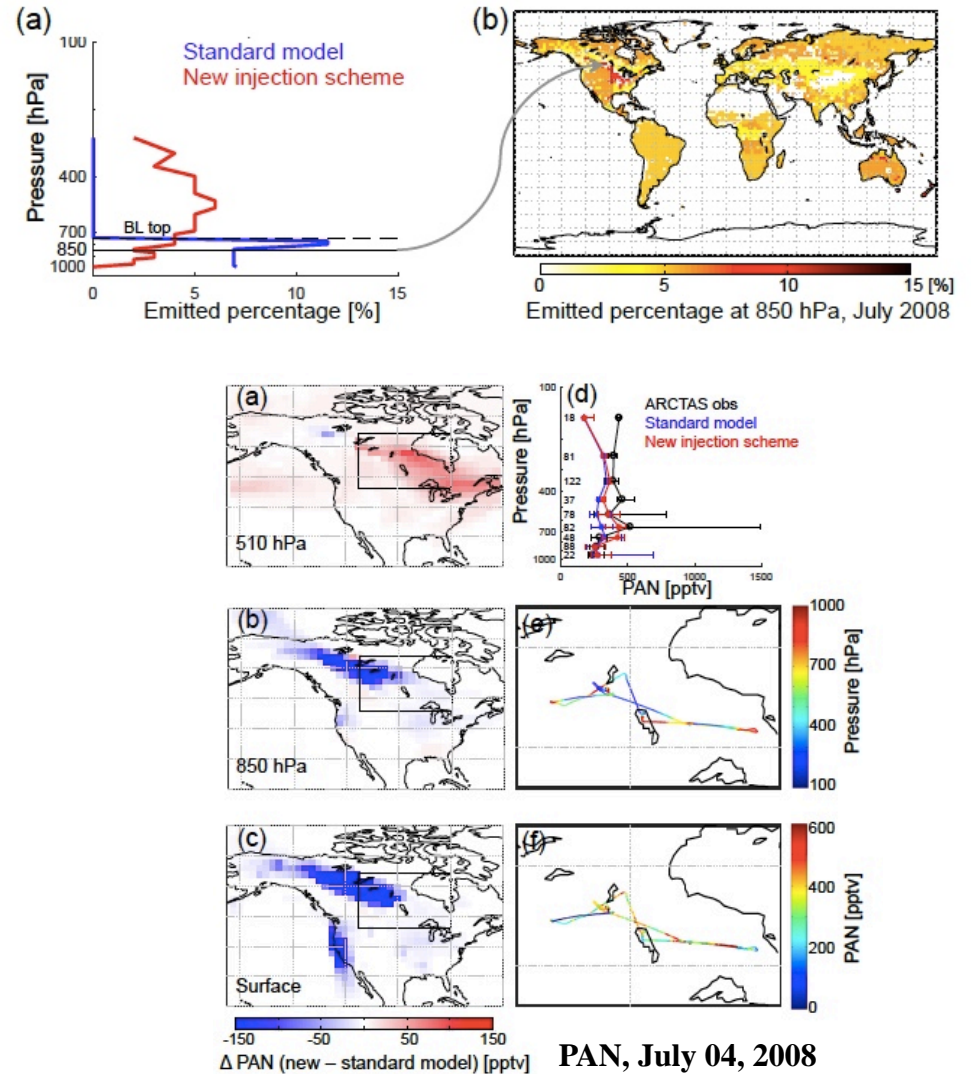 (a)
100
400
700
850
1000
Pressure [hPa]
Standard model
New injection scheme
BL top
0 5 10 15
Emitted percentage [%]
(b)
0 5 10 15 [%]
Emitted percentage at 850 hPa, July 2008
(a)
510 hPa
(d)
100
400
700
1000
Pressure [hPa]
ARCTAS obs
Standard model
New injection scheme
18
81
122
37
78
82
48
88
22
0 500 1000 1500
PAN [pptv]
(b)
850 hPa
(e)
1000
700
400
100
Pressure [hPa]
(c)
Surface
(f)
600
400
200
0
PAN [pptv]
-150 -50 0 50 150
Δ PAN (new – standard model) [pptv]
PAN, July 04, 2008